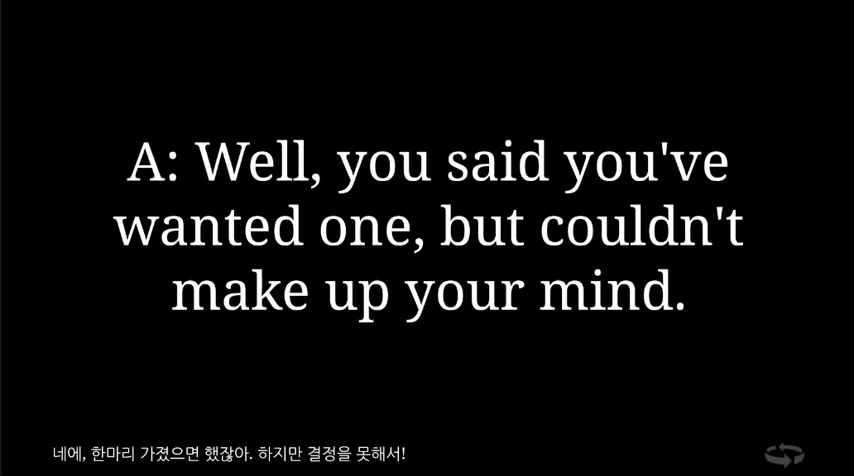 A: Well, you said you've
wanted one, but couldn't
make up your mind.
네에, 한마리 가졌으면 했잖아. 하지만 결정을 못해서!